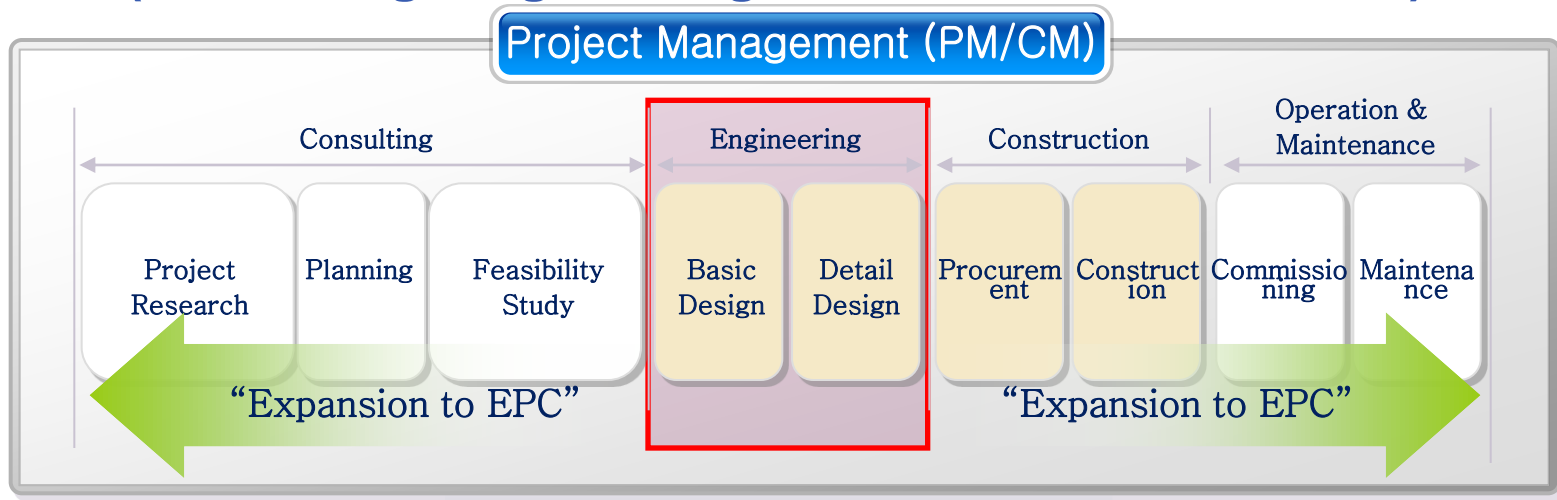 Project Management (PM/CM)
Consulting
Engineering
Construction
Operation &
Maintenance
Project
Research
Planning
Feasibility
Study
Basic
Design
Detail
Design
Procurem
ent
Construct
ion
Commissio
ning
Maintena
nce
“Expansion to EPC”
“Expansion to EPC”